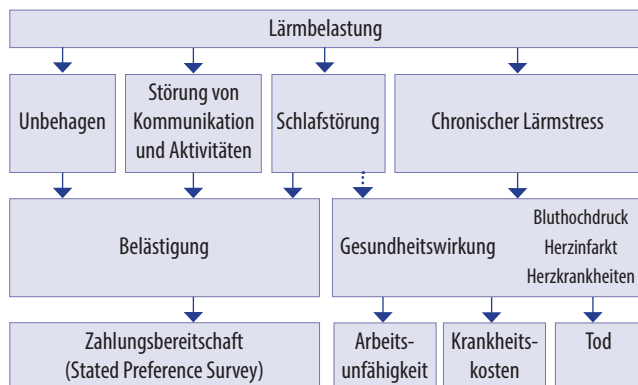 Lärmbelastung
Unbehagen
Störung von
Kommunikation
und Aktivitäten
Schlafstörung
Chronischer Lärmstress
Belästigung
Gesundheitswirkung
Bluthochdruck
Herzinfarkt
Herzkrankheiten
Zahlungsbereitschaft
(Stated Preference Survey)
Arbeits-
unfähigkeit
Krankheits-
kosten
Tod